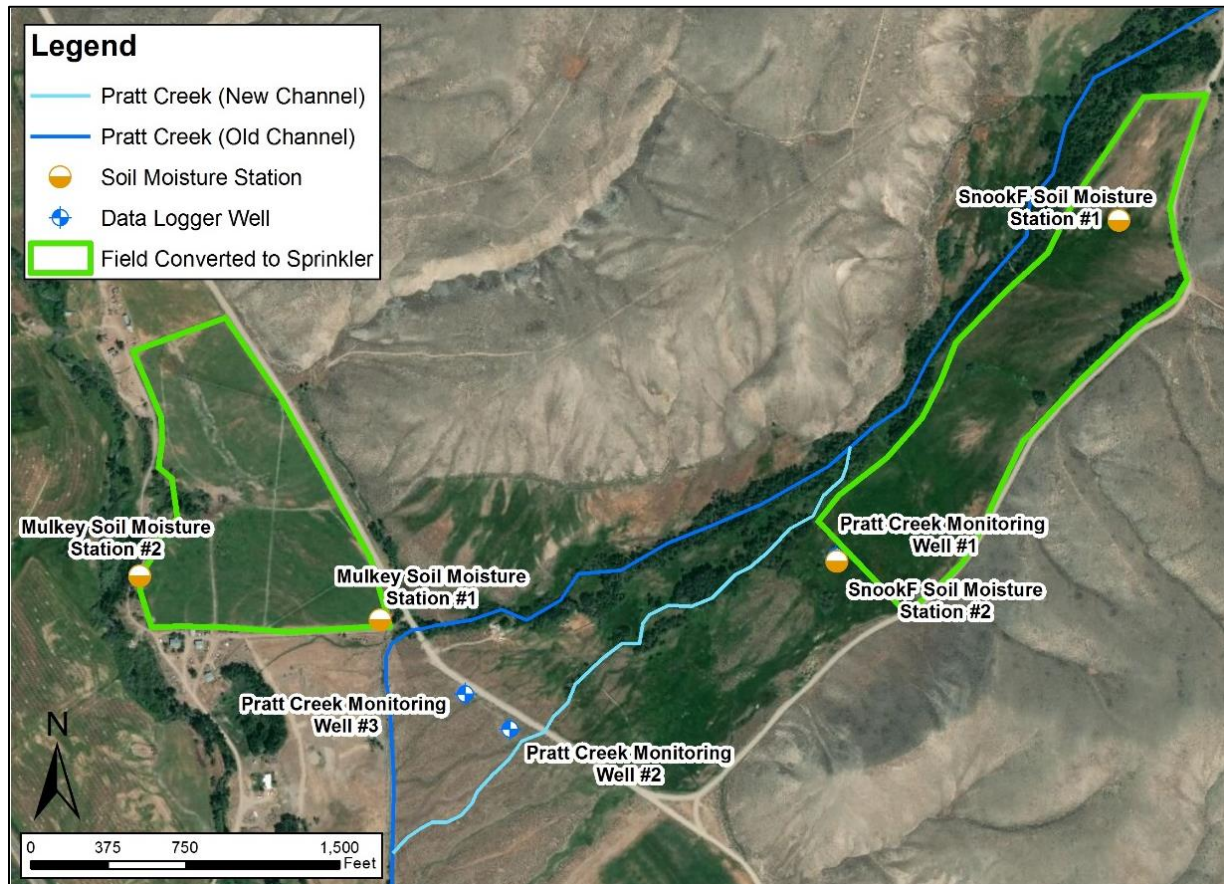 Legend
Pratt Creek (New Channel)
Pratt Creek (Old Channel)
Soil Moisture Station
Data Logger Well
Field Converted to Sprinkler
SnookF Soil Moisture
Station #1
Pratt Creek Monitoring
Well #1
SnookF Soil Moisture
Station #2
Mulkey Soil Moisture
Station #2
Mulkey Soil Moisture
Station #1
Pratt Creek Monitoring
Well #3
Pratt Creek Monitoring
Well #2
N
0 375 750 1,500
Feet